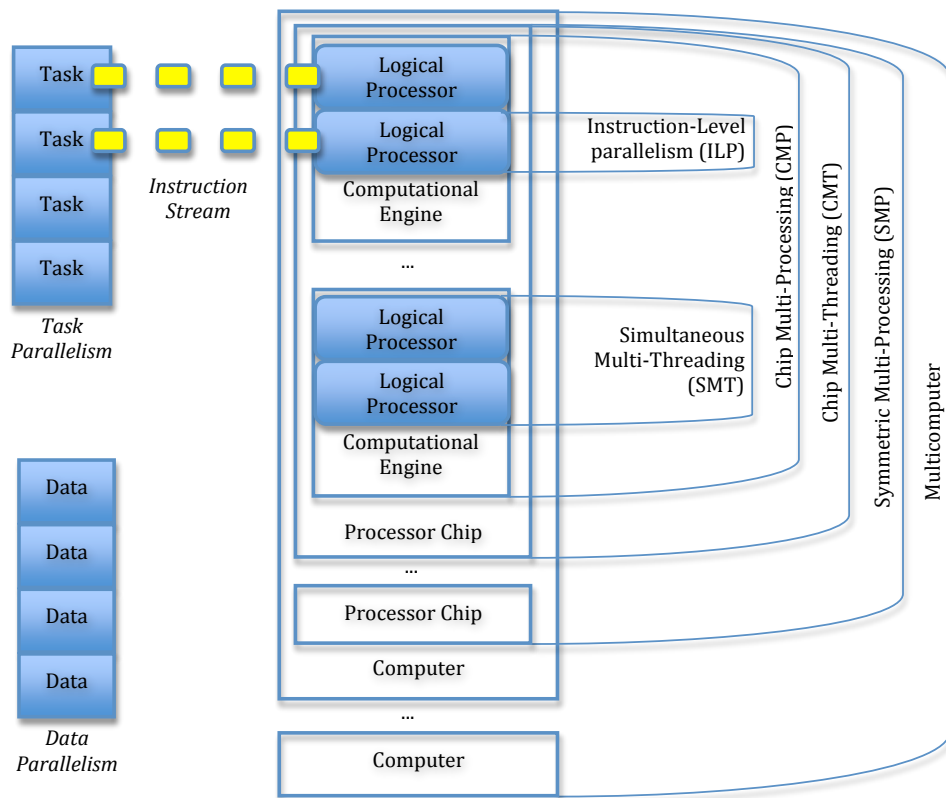 Task
Task
Task
Task
Task
Parallelism
Instruction
Stream
Data
Data
Data
Data
Data
Parallelism
Logical
Processor
Logical
Processor
Computational
Engine
...
Logical
Processor
Logical
Processor
Computational
Engine
Processor Chip
...
Processor Chip
Computer
...
Computer
Instruction-Level
parallelism (ILP)
Simultaneous
Multi-Threading
(SMT)
Chip Multi-Processing (CMP)
Chip Multi-Threading (CMT)
Symmetric Multi-Processing (SMP)
Multicomputer